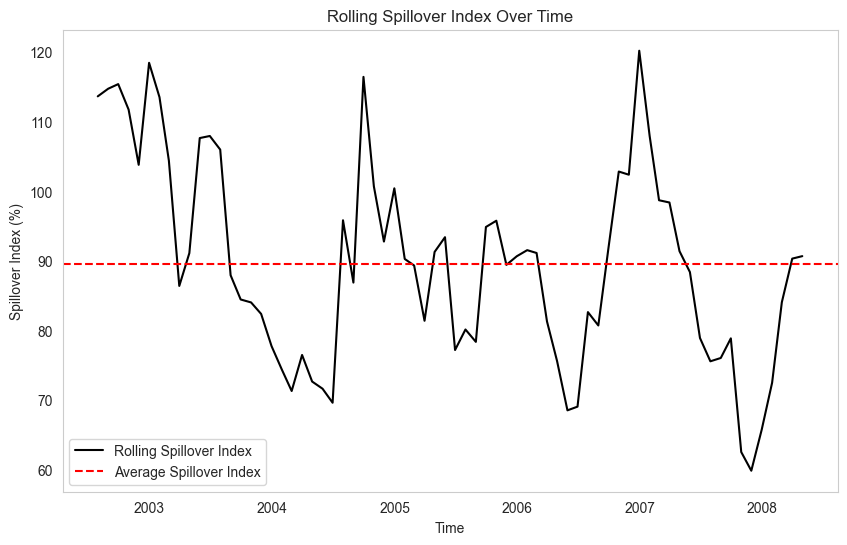 Rolling Spillover Index Over Time
120
110
100
90
80
70
60
Spillover Index (%)
Rolling Spillover Index
Average Spillover Index
2003 2004 2005 2006 2007 2008
Time